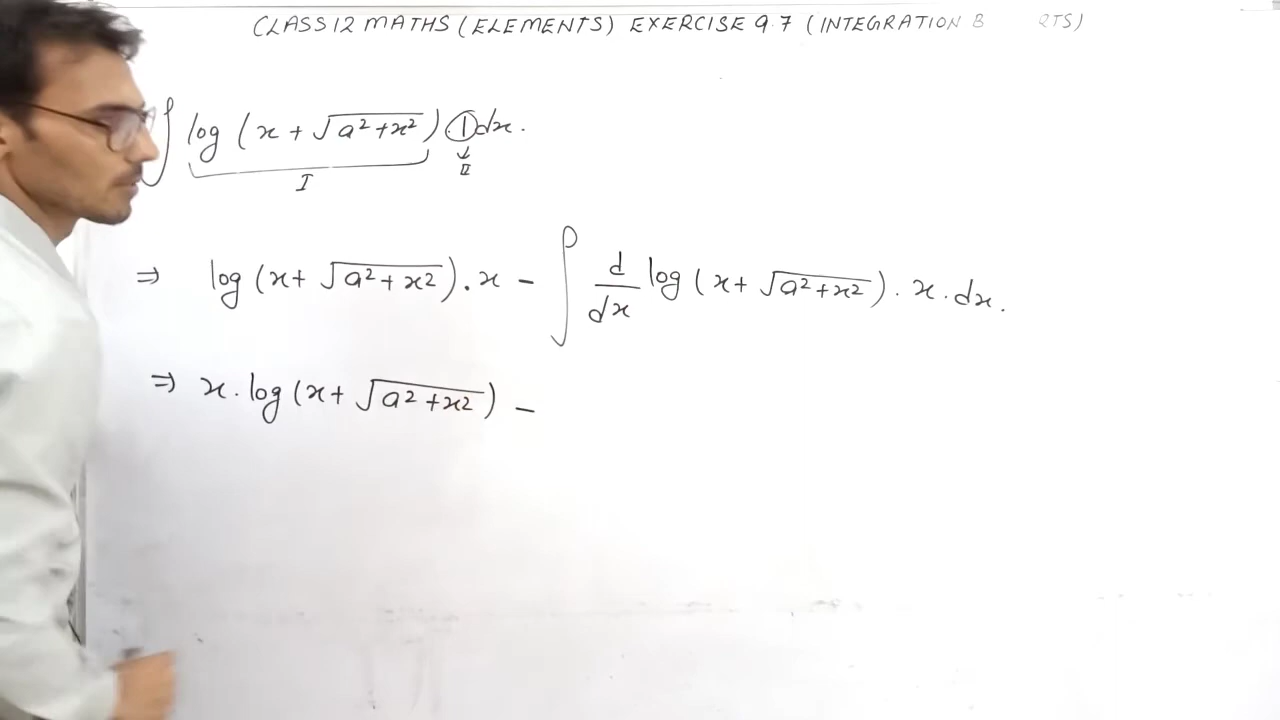 CLASS 12 MATHS (ELEMENTS) EXERCISE 9.7 (INTEGRATION B RTS)
∫ log (x + √(a²+x²)) 1 dx.
I II
⇒ log (x + √(a²+x²)) . x - ∫ d/dx log (x + √(a²+x²)) . x . dx.
⇒ x . log (x + √(a²+x²)) -